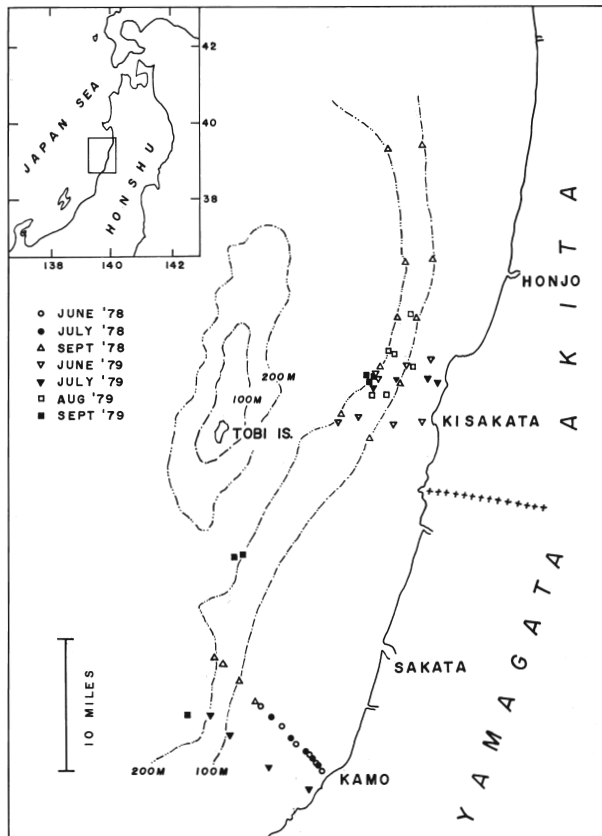 42
40
38
138
140
142
JAPAN SEA
HONSHU
JUNE '78
JULY '78
SEPT '78
JUNE '79
JULY '79
AUG '79
SEPT '79
200M
100M
TOBI IS.
HONJO
KISAKATA
AKITA
SAKATA
YAMAGATA
KAMO
10 MILES
200M
100M